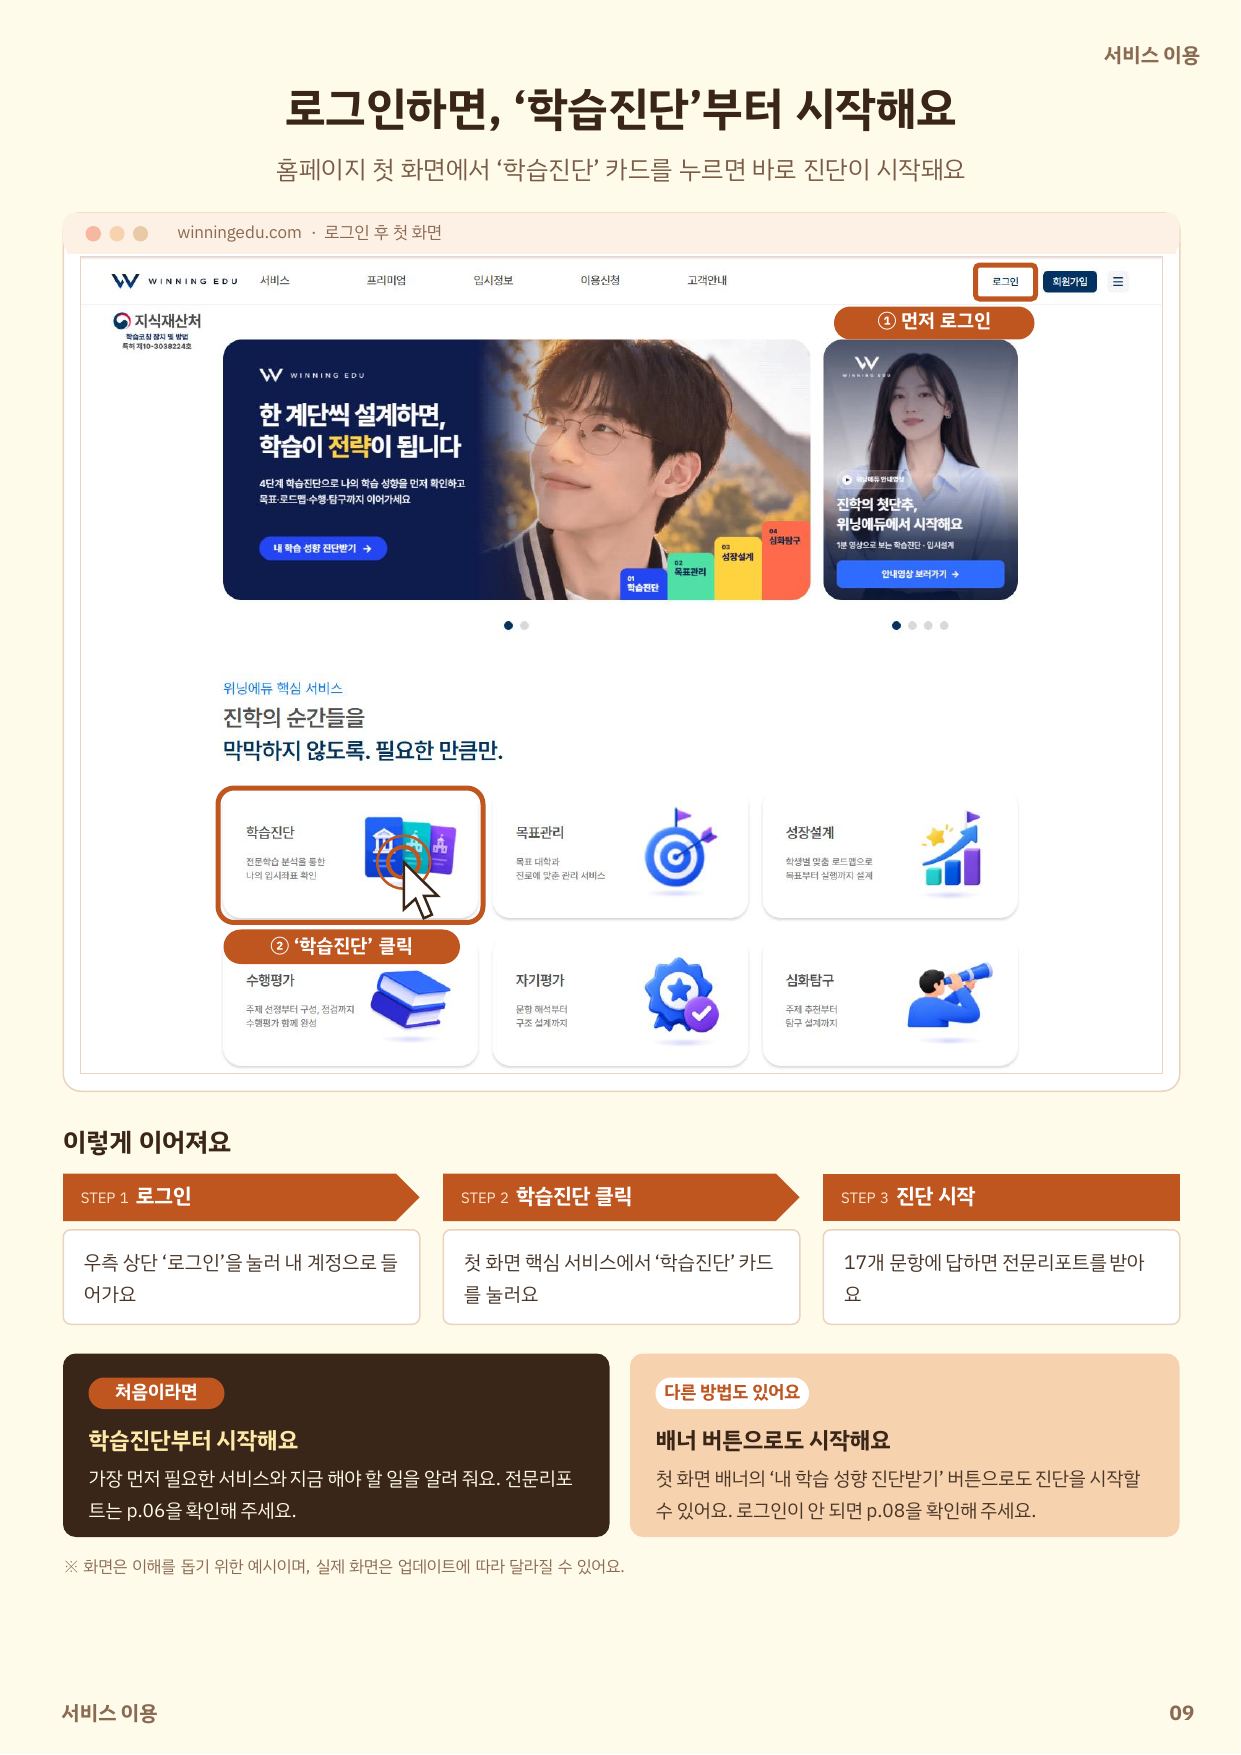 서비스 이용
로그인하면, ‘학습진단’부터 시작해요
홈페이지 첫 화면에서 ‘학습진단’ 카드를 누르면 바로 진단이 시작돼요
winningedu.com · 로그인 후 첫 화면
WINNING EDU 서비스 프리미엄 입시정보 이용신청 고객안내 로그인 회원가입
지식재산처
학습코칭 장치 및 방법
특허 제10-3038224호
① 먼저 로그인
WINNING EDU
한 계단씩 설계하면,
학습이 전략이 됩니다
4단계 학습진단으로 나의 학습 성향을 먼저 확인하고
목표·로드맵·수행·탐구까지 이어가세요
내 학습 성향 진단받기 →
01
학습진단
02
목표관리
03
성장설계
04
심화탐구
WINNING EDU
위닝에듀 안내영상
진학의 첫단추,
위닝에듀에서 시작해요
1분 영상으로 보는 학습진단 · 입시설계
안내영상 보러가기 →
위닝에듀 핵심 서비스
진학의 순간들을
막막하지 않도록. 필요한 만큼만.
학습진단
전문학습 분석을 통한
나의 입시좌표 확인
목표관리
목표 대학과
진로에 맞춘 관리 서비스
성장설계
학생별 맞춤 로드맵으로
목표부터 실행까지 설계
② ‘학습진단’ 클릭
수행평가
주제 선정부터 구성, 점검까지
수행평가 함께 완성
자기평가
문항 해석부터
구조 설계까지
심화탐구
주제 추천부터
탐구 설계까지
이렇게 이어져요
STEP 1 로그인
우측 상단 ‘로그인’을 눌러 내 계정으로 들
어가요
STEP 2 학습진단 클릭
첫 화면 핵심 서비스에서 ‘학습진단’ 카드
를 눌러요
STEP 3 진단 시작
17개 문항에 답하면 전문리포트를 받아
요
처음이라면
학습진단부터 시작해요
가장 먼저 필요한 서비스와 지금 해야 할 일을 알려 줘요. 전문리포
트는 p.06을 확인해 주세요.
다른 방법도 있어요
배너 버튼으로도 시작해요
첫 화면 배너의 ‘내 학습 성향 진단받기’ 버튼으로도 진단을 시작할
수 있어요. 로그인이 안 되면 p.08을 확인해 주세요.
※ 화면은 이해를 돕기 위한 예시이며, 실제 화면은 업데이트에 따라 달라질 수 있어요.
서비스 이용 09